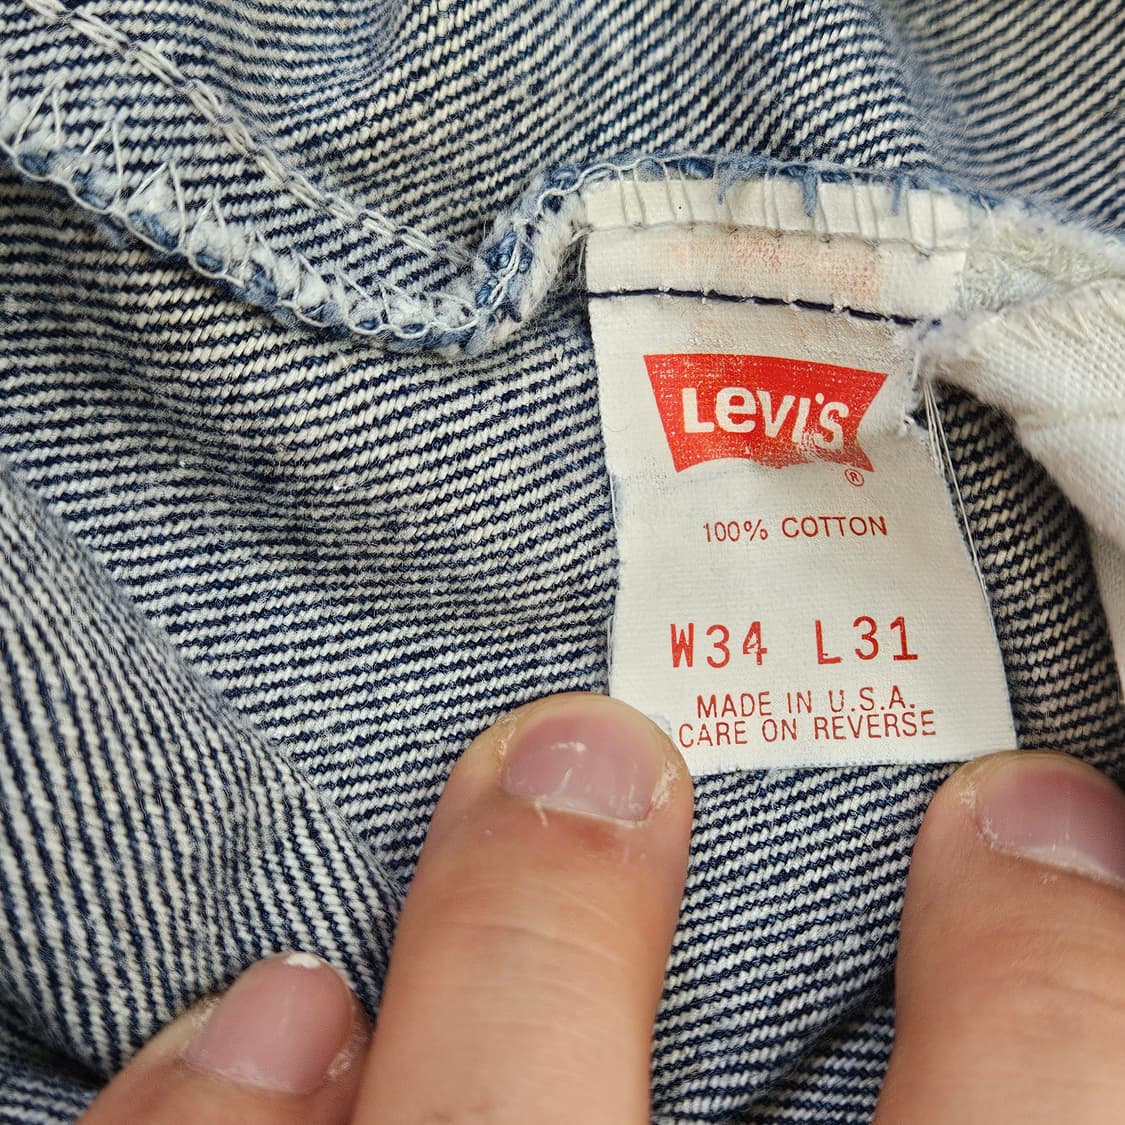 Levi's
®
100% COTTON
W34 L31
MADE IN U.S.A.
CARE ON REVERSE